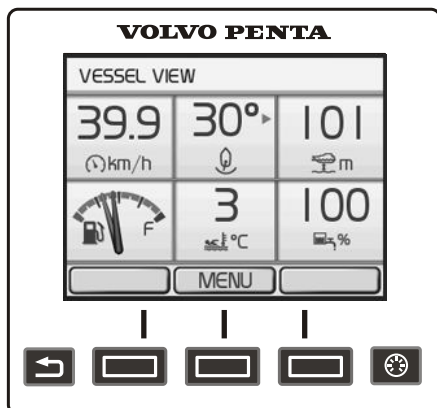 VOLVO PENTA
VESSEL VIEW
39.9 30° 101
km/h m
3 100
F °C %
MENU